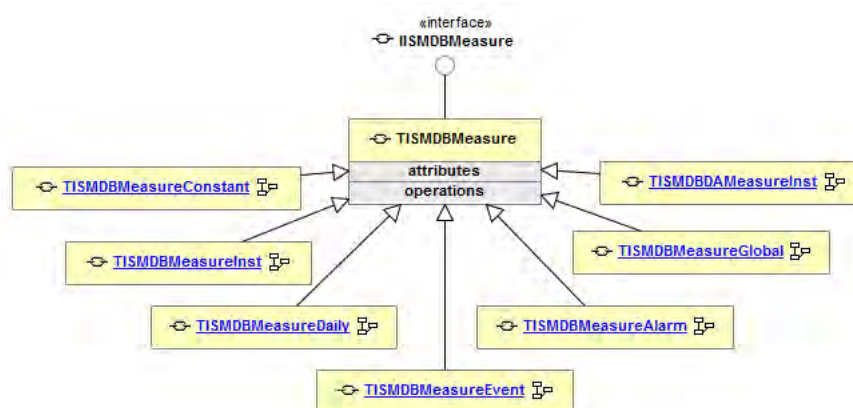 «interface»
IISMDBMeasure
TISMDBMeasure
attributes
operations
TISMDBMeasureConstant
TISMDBDAMeasureInst
TISMDBMeasureInst
TISMDBMeasureGlobal
TISMDBMeasureDaily
TISMDBMeasureAlarm
TISMDBMeasureEvent